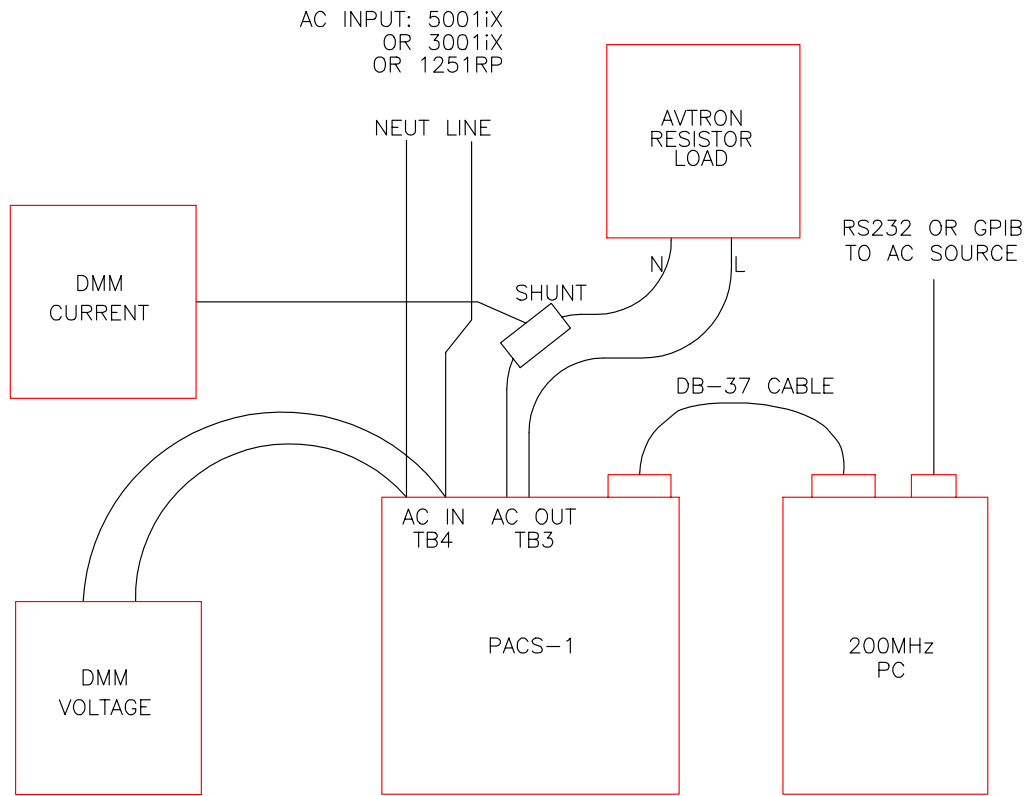 AC INPUT: 5001iX
OR 3001iX
OR 1251RP
NEUT LINE
AVTRON
RESISTOR
LOAD
RS232 OR GPIB
TO AC SOURCE
N
L
DMM
CURRENT
SHUNT
DB-37 CABLE
AC IN
TB4
AC OUT
TB3
PACS-1
200MHz
PC
DMM
VOLTAGE